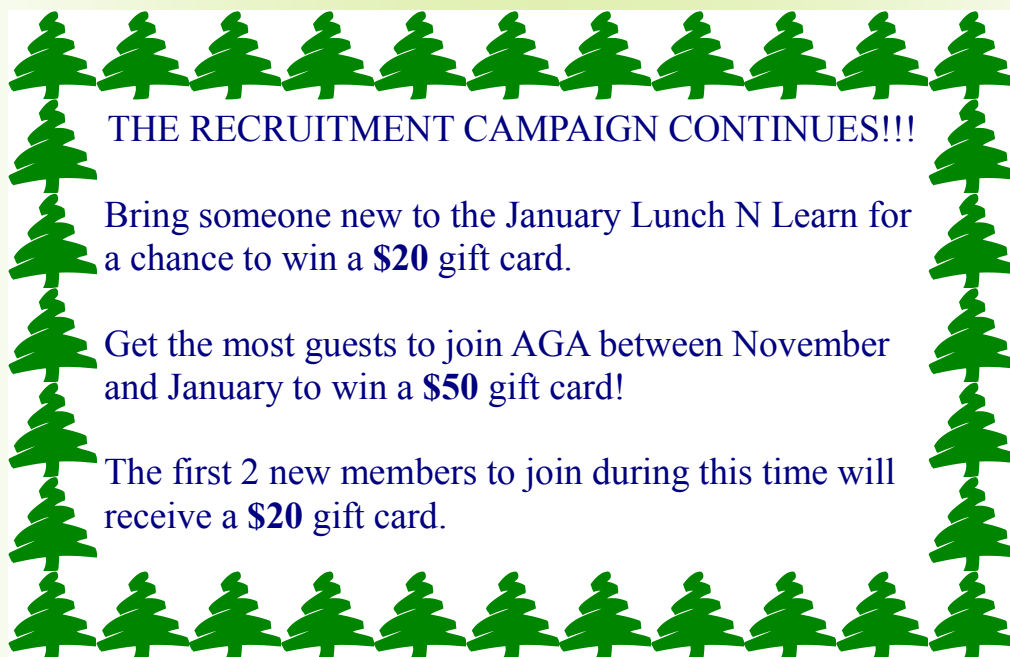 THE RECRUITMENT CAMPAIGN CONTINUES!!!
Bring someone new to the January Lunch N Learn for
a chance to win a $20 gift card.
Get the most guests to join AGA between November
and January to win a $50 gift card!
The first 2 new members to join during this time will
receive a $20 gift card.